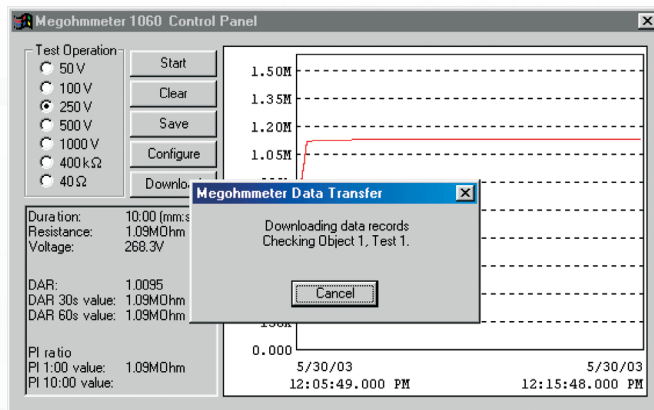 Megohmmeter 1060 Control Panel
Test Operation
50 V
100 V
250 V
500 V
1000 V
400 kΩ
40 Ω
Start
Clear
Save
Configure
Duration: 10:00
Resistance: 1.09MOhm
Voltage: 268.3V
DAR: 1.0095
DAR 30s value: 1.09MOhm
DAR 60s value: 1.09MOhm
PI ratio
PI 1:00 value: 1.09MOhm
PI 10:00 value:
1.50M
1.35M
1.20M
1.05M
Megohmmeter Data Transfer
Downloading data records
Checking Object 1, Test 1.
Cancel
0.000
5/30/03
12:05:49.000 PM
5/30/03
12:15:48.000 PM